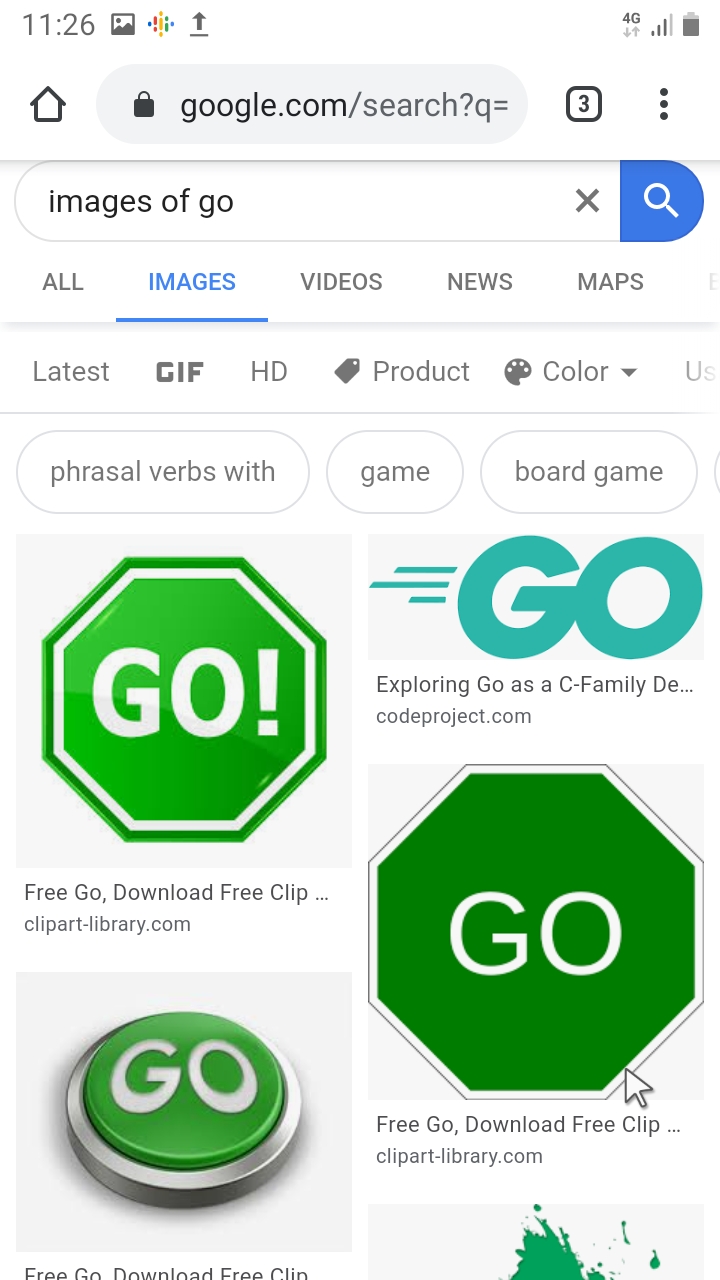 11:26
4G
google.com/search?q=
3
images of go
ALL IMAGES VIDEOS NEWS MAPS
Latest GIF HD Product Color Us
phrasal verbs with game board game
GO!
Free Go, Download Free Clip ...
clipart-library.com
GO
Exploring Go as a C-Family De...
codeproject.com
GO
Free Go, Download Free Clip ...
clipart-library.com
GO
Free Go, Download Free Clip